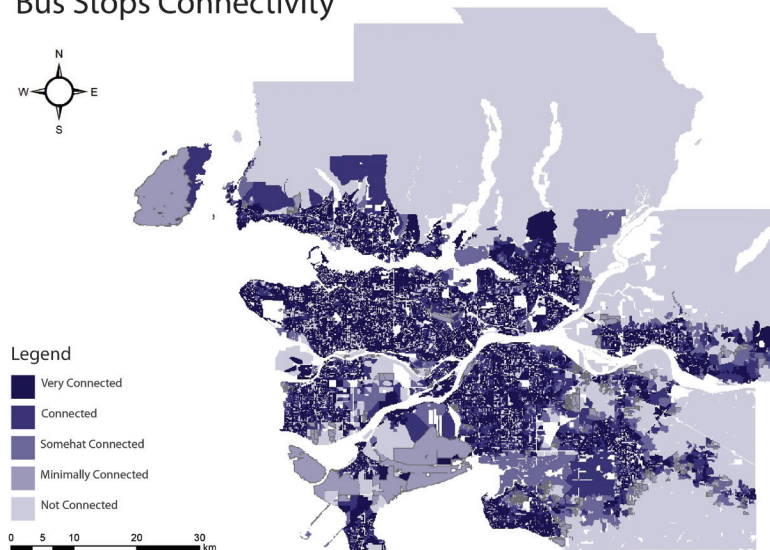 Bus Stops Connectivity
N
W E
S
Legend
Very Connected
Connected
Somehat Connected
Minimally Connected
Not Connected
0 5 10 20 30
km